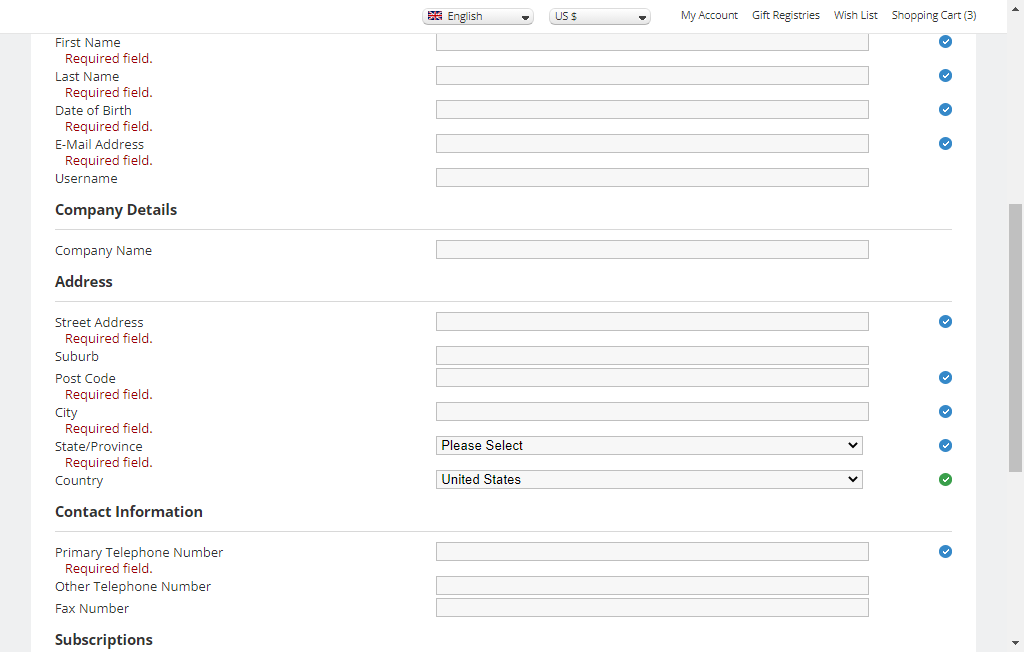 English
US $
My Account
Gift Registries
Wish List
Shopping Cart (3)
First Name
Required field.
Last Name
Required field.
Date of Birth
Required field.
E-Mail Address
Required field.
Username
Company Details
Company Name
Address
Street Address
Required field.
Suburb
Post Code
Required field.
City
Required field.
State/Province
Please Select
Required field.
Country
United States
Contact Information
Primary Telephone Number
Required field.
Other Telephone Number
Fax Number
Subscriptions